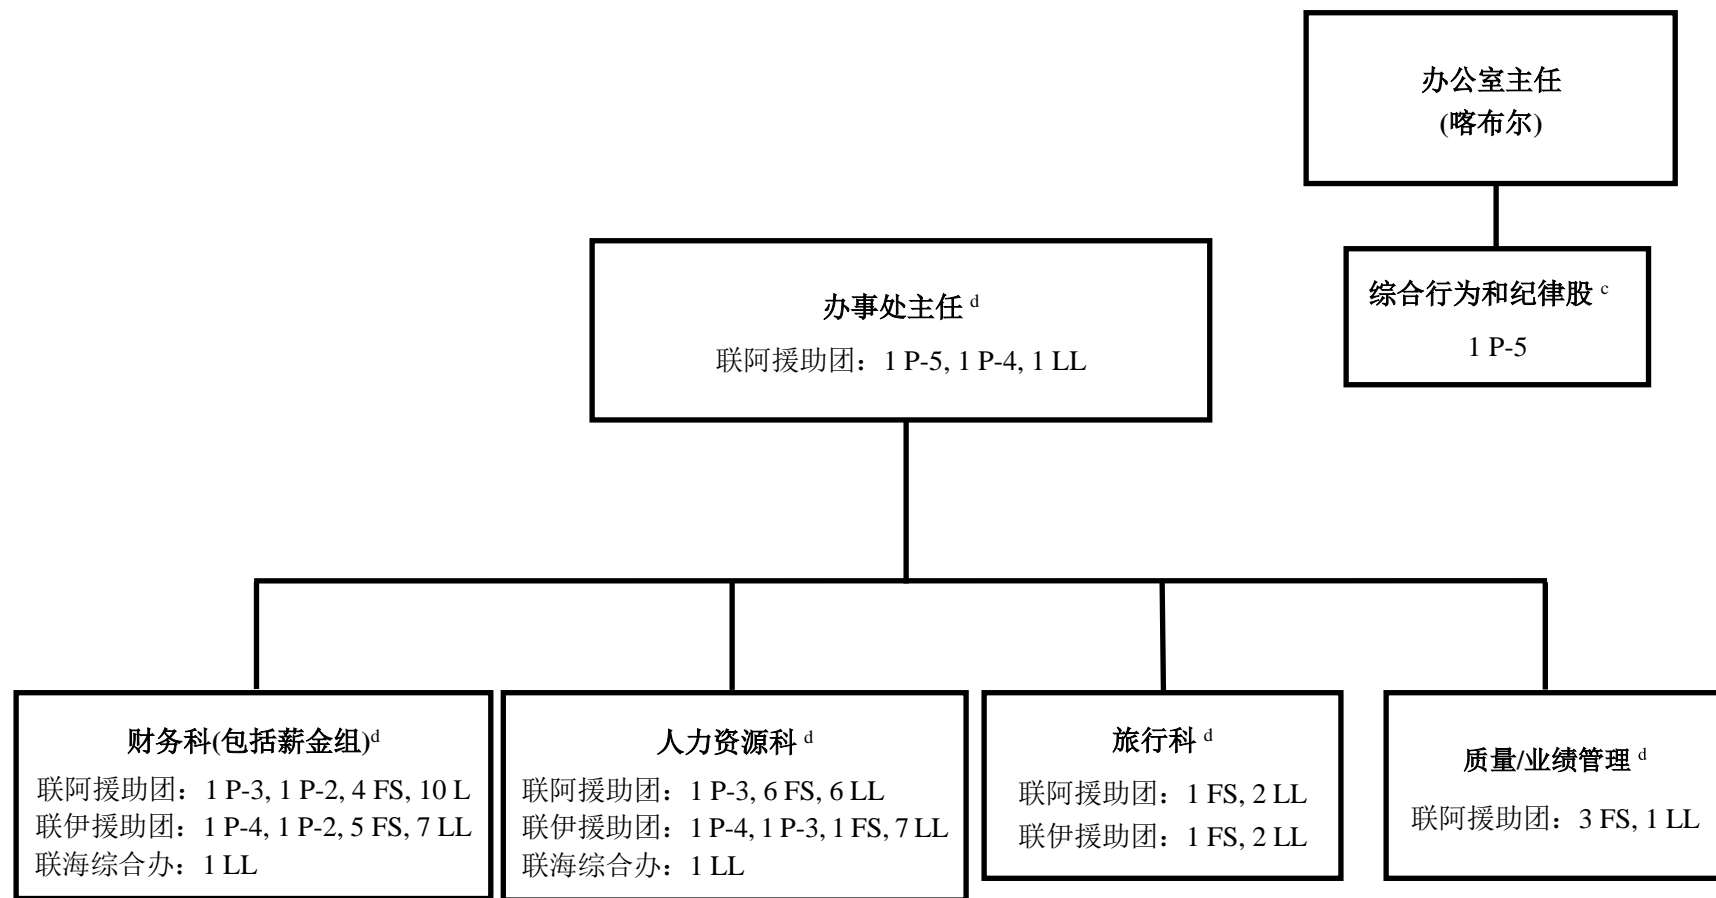 办公室主任
(喀布尔)
综合行为和纪律股 c
1 P-5
办事处主任 d
联阿援助团：1 P-5, 1 P-4, 1 LL
财务科(包括薪金组)d
联阿援助团：1 P-3, 1 P-2, 4 FS, 10 L
联伊援助团：1 P-4, 1 P-2, 5 FS, 7 LL
联海综合办：1 LL
人力资源科 d
联阿援助团：1 P-3, 6 FS, 6 LL
联伊援助团：1 P-4, 1 P-3, 1 FS, 7 LL
联海综合办：1 LL
旅行科 d
联阿援助团：1 FS, 2 LL
联伊援助团：1 FS, 2 LL
质量/业绩管理 d
联阿援助团：3 FS, 1 LL